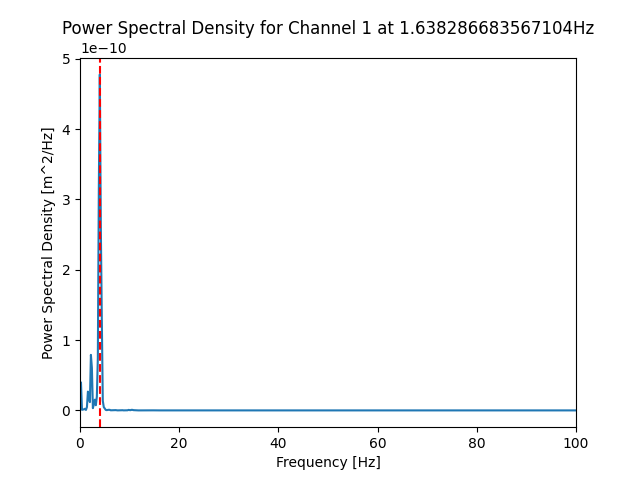 Power Spectral Density for Channel 1 at 1.638286683567104Hz
1e−10
5
4
3
2
1
0
Power Spectral Density [m^2/Hz]
0 20 40 60 80 100
Frequency [Hz]